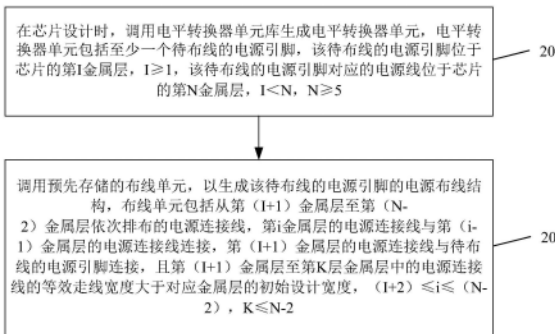 在芯片设计时，调用电平转换器单元库生成电平转换器单元，电平转
换器单元包括至少一个待布线的电源引脚，该待布线的电源引脚位于
芯片的第I金属层，I≥1，该待布线的电源引脚对应的电源线位于芯片
的第N金属层，I＜N，N≥5
20
调用预先存储的布线单元，以生成该待布线的电源引脚的电源布线结
构，布线单元包括从第（I+1）金属层至第（N-
2）金属层依次排布的电源连接线，第i金属层的电源连接线与第（i-
1）金属层的电源连接线连接，第（I+1）金属层的电源连接线与待布
线的电源引脚连接，且第（I+1）金属层至第K层金属层中的电源连接
线的等效走线宽度大于对应金属层的初始设计宽度，（I+2）≤i≤（N-
2），K≤N-2
20